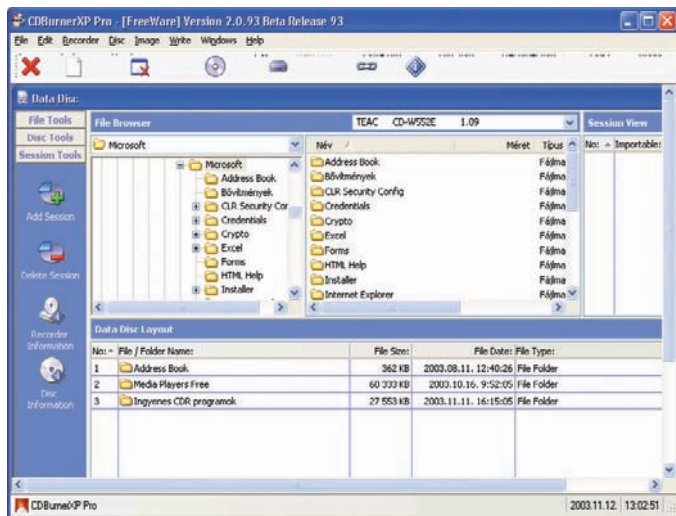 CDBurnerXP Pro - [FreeWare] Version 2.0.93 Beta Release 93
File Edit Recorder Disc Image Write Windows Help
Data Disc:
File Tools
Disc Tools
Session Tools
Add Session
Delete Session
Recorder Information
Disc Information
File Browser
TEAC CD-W552E 1.09
Session View
Microsoft
Név Méret Típus
No: Importable:
Microsoft
Address Book
Bővítmények
CLR Security Cor
Credentials
Crypto
Excel
Forms
HTML Help
Installer
Address Book Fájlma
Bővítmények Fájlma
CLR Security Config Fájlma
Credentials Fájlma
Crypto Fájlma
Excel Fájlma
Forms Fájlma
HTML Help Fájlma
Installer Fájlma
Internet Explorer Fájlma
Data Disc Layout
No: File / Folder Name: File Size: File Date: File Type:
1 Address Book 362 KB 2003.08.11. 12:40:26 File Folder
2 Media Players Free 60 333 KB 2003.10.16. 9:52:05 File Folder
3 Ingyenes CDR programok 27 553 KB 2003.11.11. 16:15:05 File Folder
CDBurnerXP Pro
2003.11.12. 13:02:51